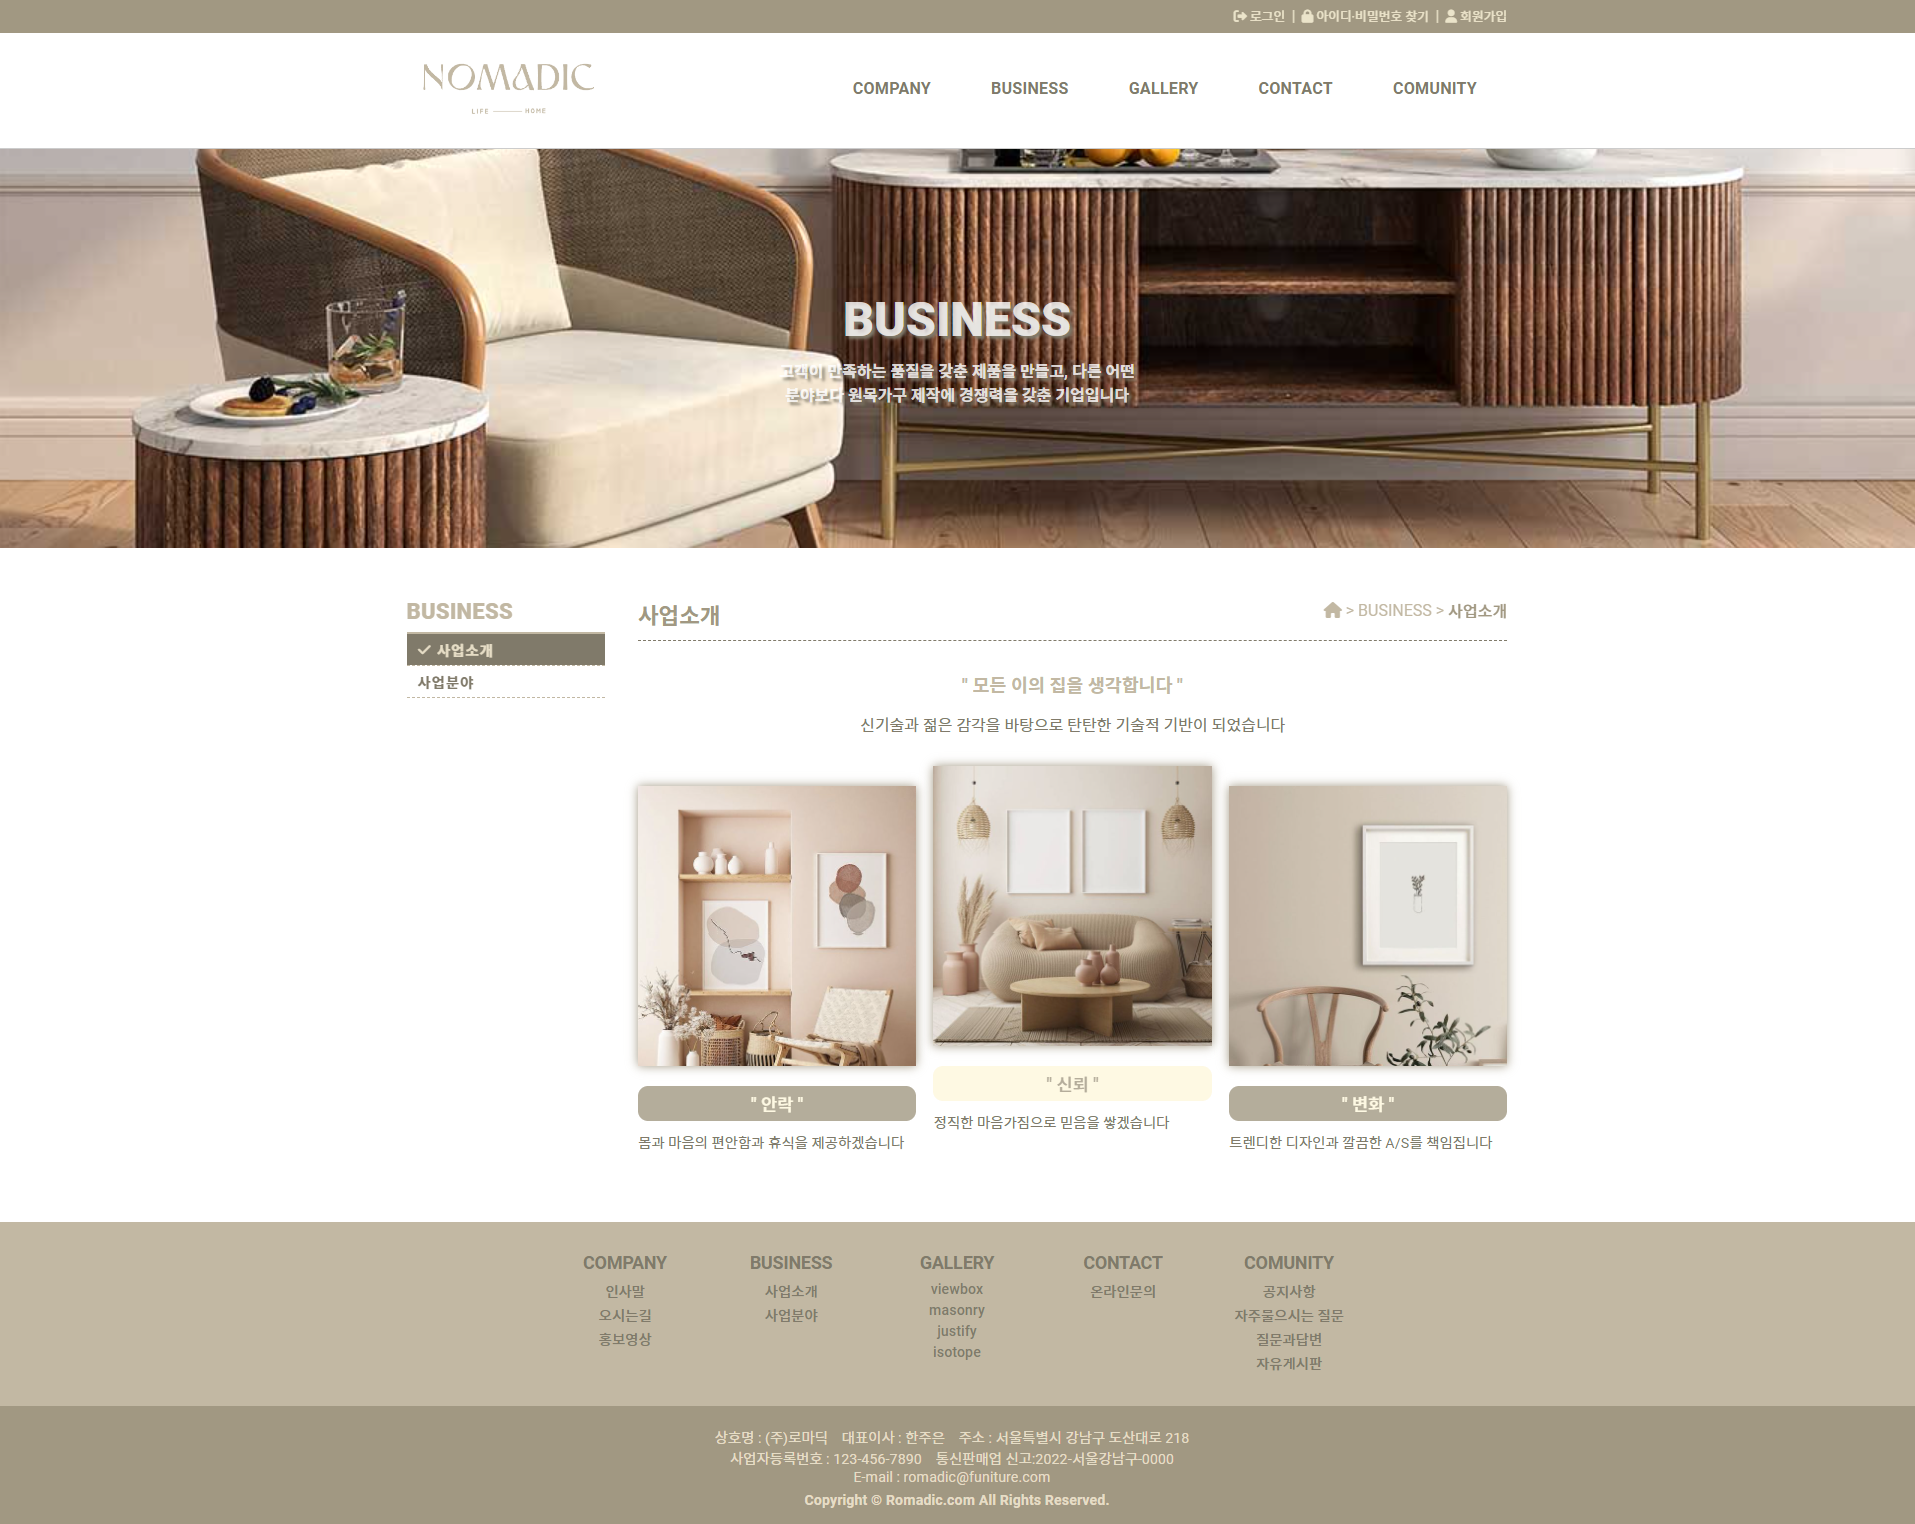 로그인 | 아이디·비밀번호 찾기 | 회원가입
NOMADIC
LIFE HOME
COMPANY BUSINESS GALLERY CONTACT COMUNITY
BUSINESS
고객이 만족하는 품질을 갖춘 제품을 만들고, 다른 어떤
분야보다 원목가구 제작에 경쟁력을 갖춘 기업입니다
BUSINESS
사업소개
사업분야
사업소개
> BUSINESS > 사업소개
" 모든 이의 집을 생각합니다 "
신기술과 젊은 감각을 바탕으로 탄탄한 기술적 기반이 되었습니다
" 안락 "
몸과 마음의 편안함과 휴식을 제공하겠습니다
" 신뢰 "
정직한 마음가짐으로 믿음을 쌓겠습니다
" 변화 "
트렌디한 디자인과 깔끔한 A/S를 책임집니다
COMPANY
인사말
오시는길
홍보영상
BUSINESS
사업소개
사업분야
GALLERY
viewbox
masonry
justify
isotope
CONTACT
온라인문의
COMUNITY
공지사항
자주물으시는 질문
질문과답변
자유게시판
상호명 : (주)로마딕 대표이사 : 한주은 주소 : 서울특별시 강남구 도산대로 218
사업자등록번호 : 123-456-7890 통신판매업 신고:2022-서울강남구-0000
E-mail : romadic@funiture.com
Copyright © Romadic.com All Rights Reserved.